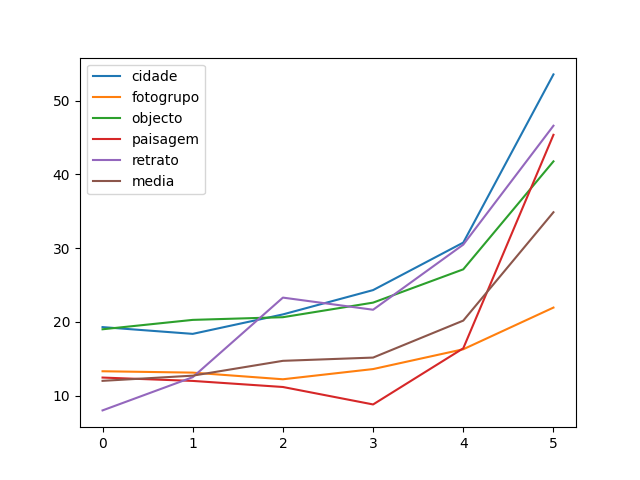 cidade
fotogrupo
objecto
paisagem
retrato
media
50
40
30
20
10
0 1 2 3 4 5